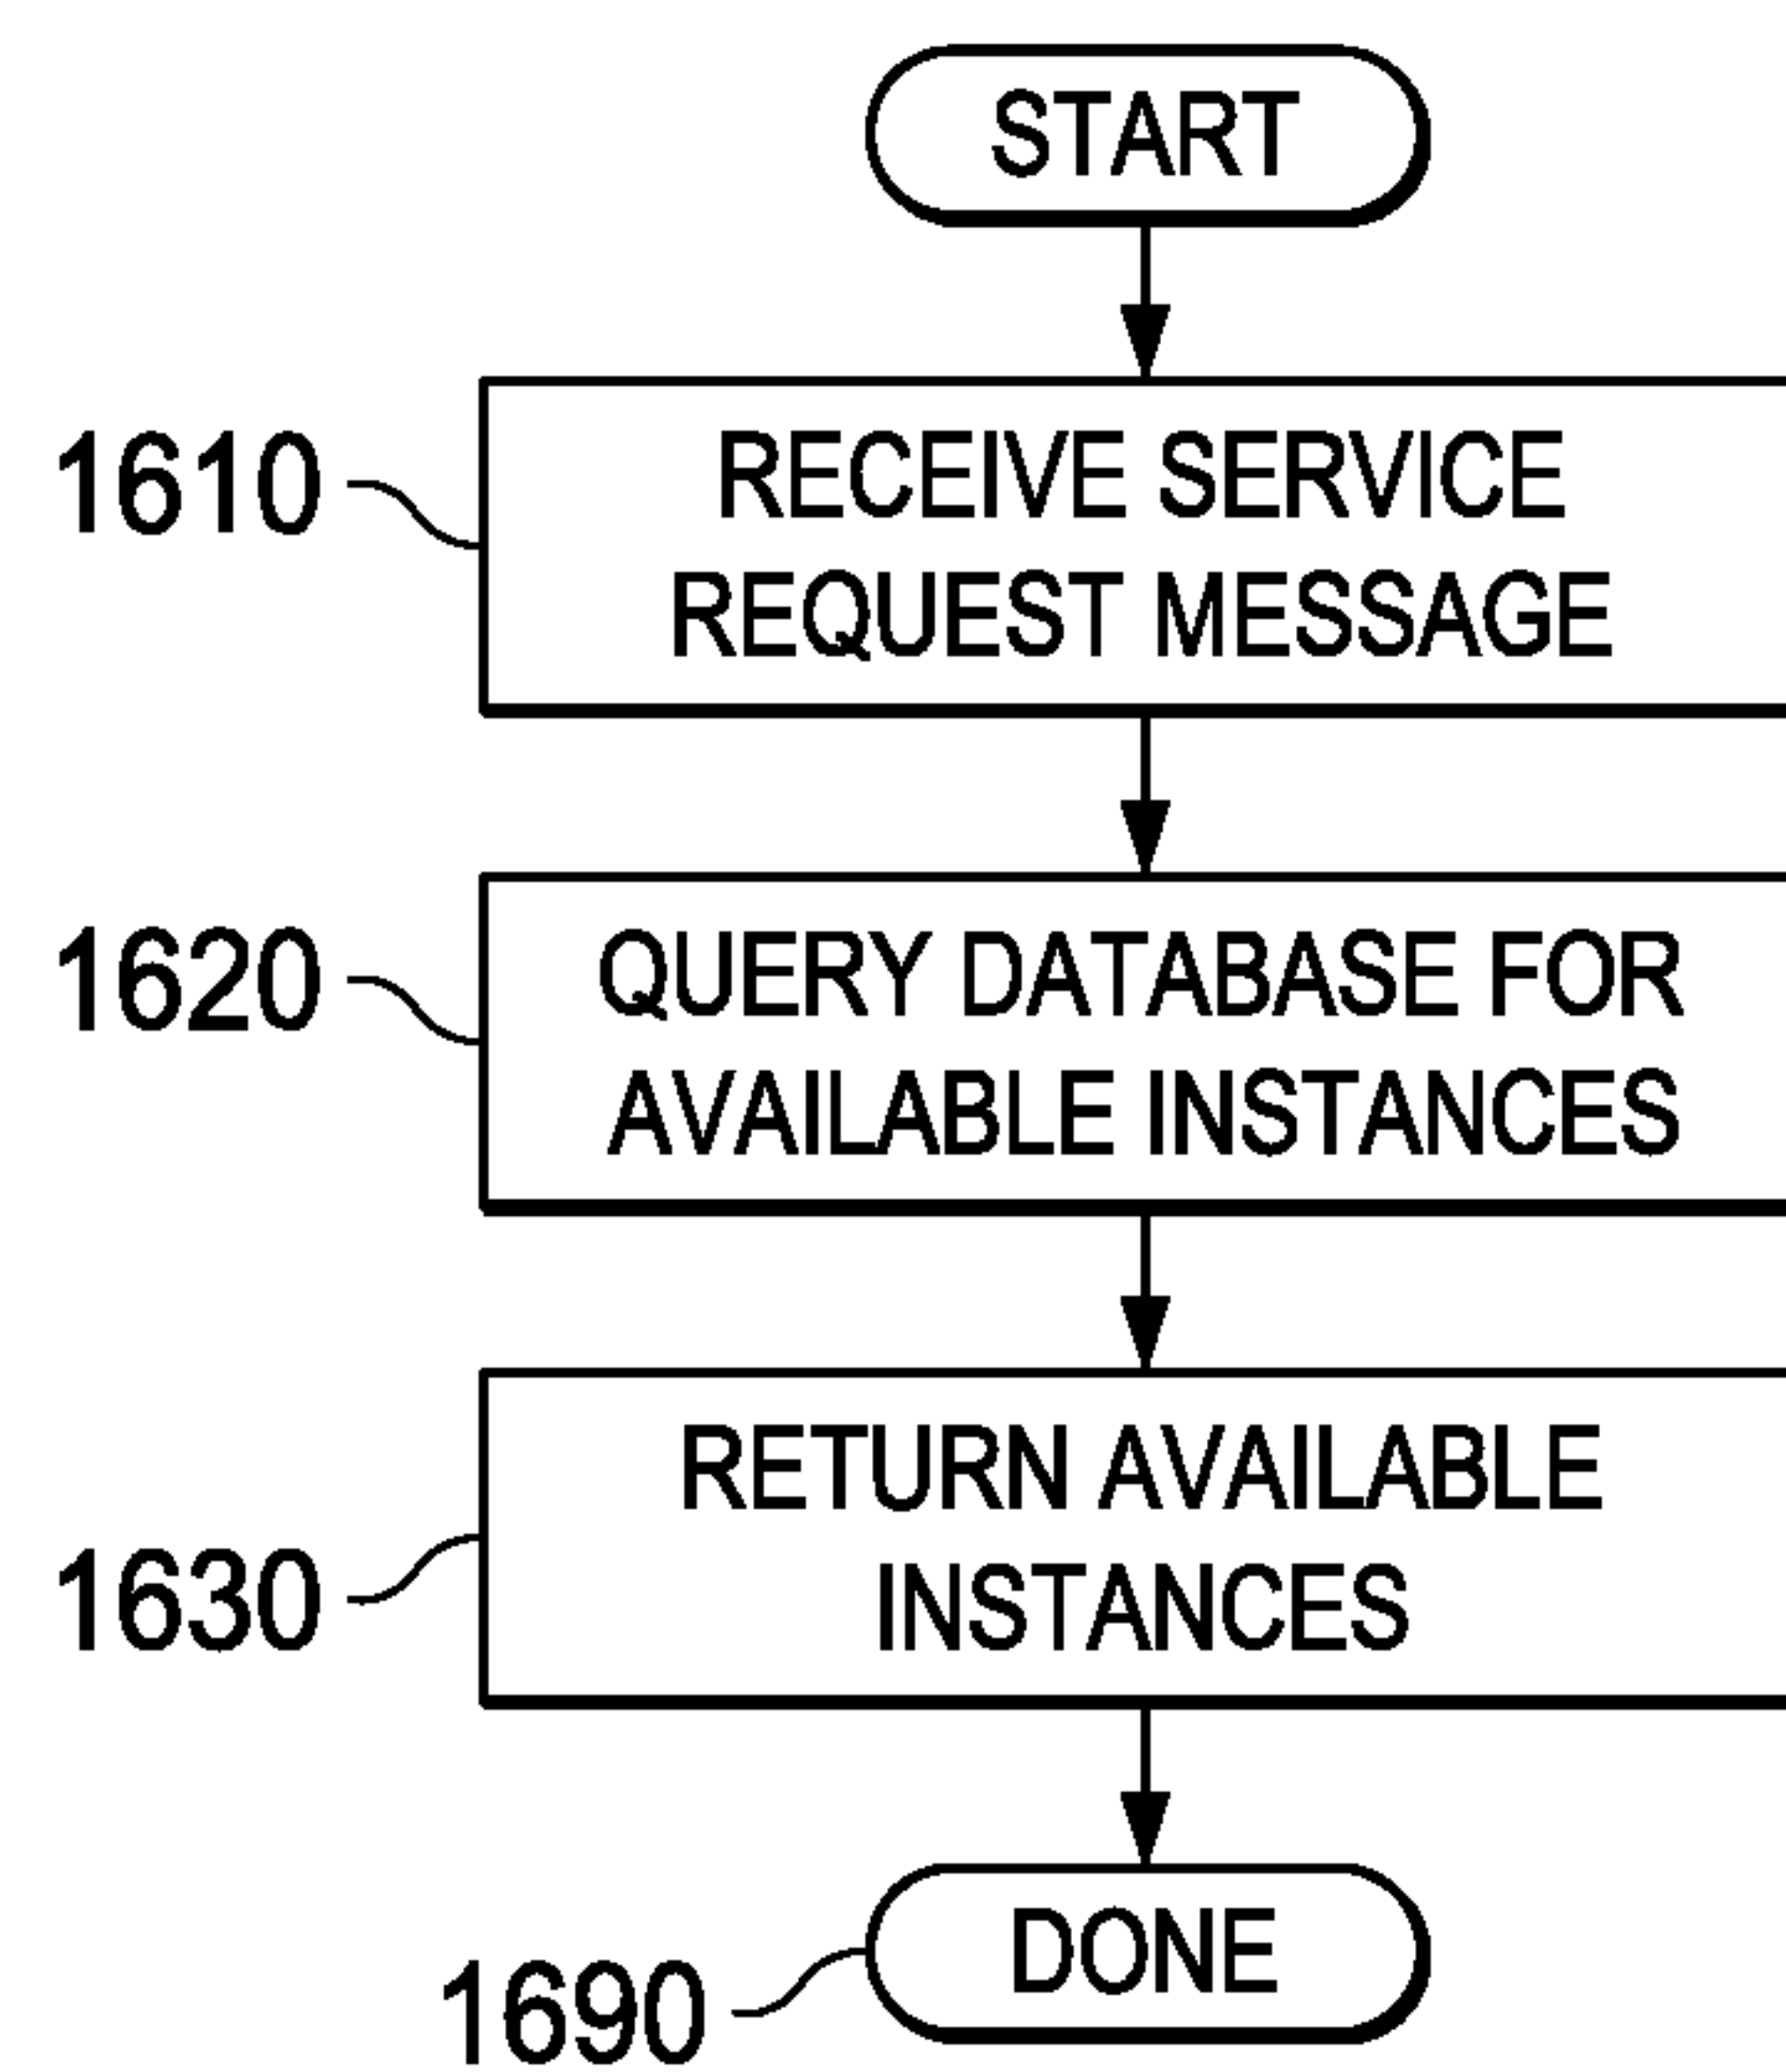 START
1610
RECEIVE SERVICE
REQUEST MESSAGE
1620
QUERY DATABASE FOR
AVAILABLE INSTANCES
1630
RETURN AVAILABLE
INSTANCES
1690
DONE